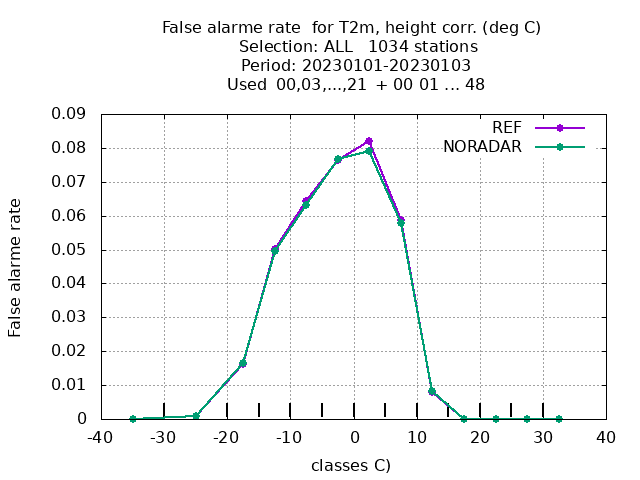 False alarme rate  for T2m, height corr. (deg C)
Selection: ALL   1034 stations
Period: 20230101-20230103
Used  00,03,...,21  + 00 01 ... 48
REF
NORADAR
0.09
0.08
0.07
0.06
0.05
0.04
0.03
0.02
0.01
0
False alarme rate
-40 -30 -20 -10 0 10 20 30 40
classes C)